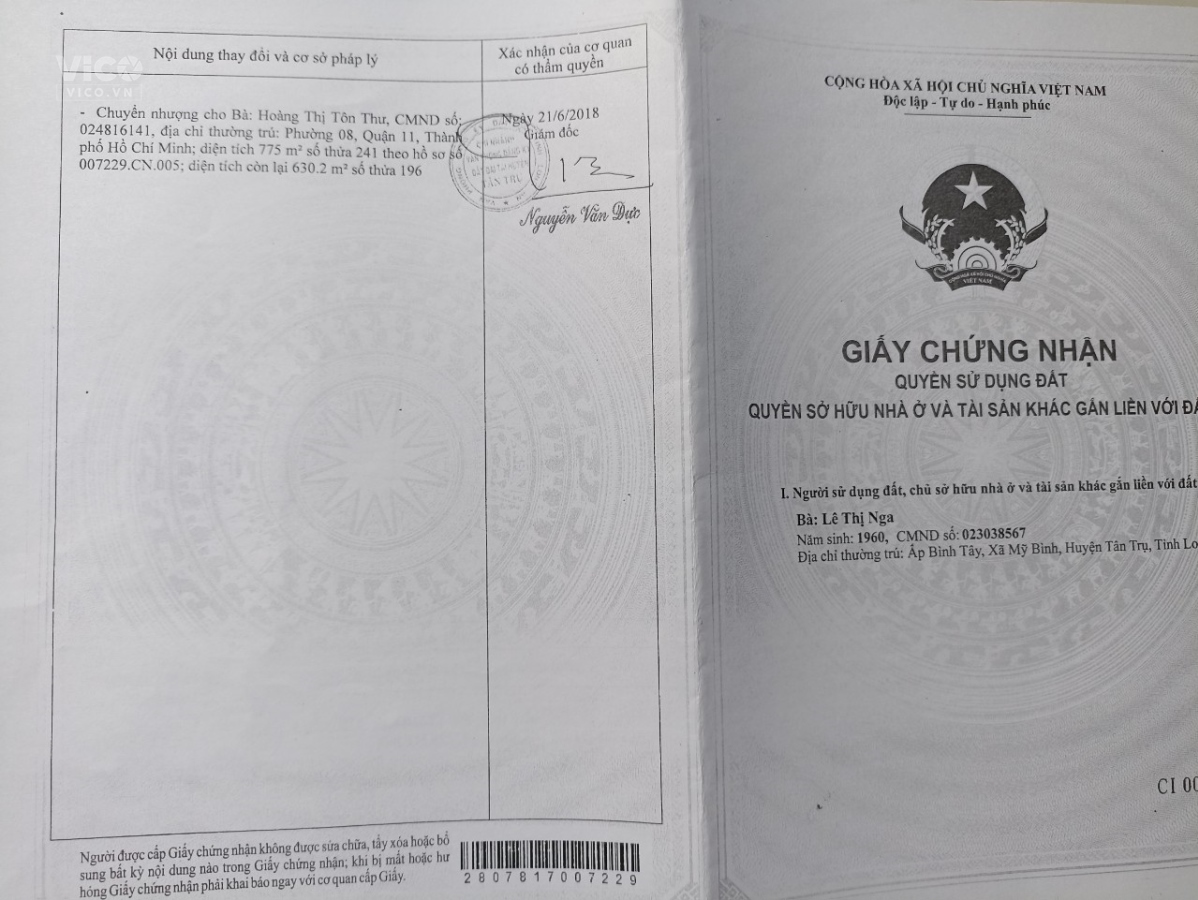 VICO
VICO.VN
Nội dung thay đổi và cơ sở pháp lý
Xác nhận của cơ quan
có thẩm quyền
- Chuyển nhượng cho Bà: Hoàng Thị Tôn Thư, CMND số:
024816141, địa chỉ thường trú: Phường 08, Quận 11, Thành
phố Hồ Chí Minh; diện tích 775 m² số thửa 241 theo hồ sơ số
007229.CN.005; diện tích còn lại 630.2 m² số thửa 196
Ngày 21/6/2018
Giám đốc
CHI NHÁNH
TÂN TRỤ
Nguyễn Văn Dực
Người được cấp Giấy chứng nhận không được sửa chữa, tẩy xóa hoặc bổ
sung bất kỳ nội dung nào trong Giấy chứng nhận; khi bị mất hoặc hư
hỏng Giấy chứng nhận phải khai báo ngay với cơ quan cấp Giấy.
2807817007229
CỘNG HÒA XÃ HỘI CHỦ NGHĨA VIỆT NAM
Độc lập - Tự do - Hạnh phúc
VIỆT NAM
GIẤY CHỨNG NHẬN
QUYỀN SỬ DỤNG ĐẤT
QUYỀN SỞ HỮU NHÀ Ở VÀ TÀI SẢN KHÁC GẮN LIỀN VỚI ĐẤ
I. Người sử dụng đất, chủ sở hữu nhà ở và tài sản khác gắn liền với đất
Bà: Lê Thị Nga
Năm sinh: 1960, CMND số: 023038567
Địa chỉ thường trú: Ấp Bình Tây, Xã Mỹ Bình, Huyện Tân Trụ, Tỉnh Lo
CI 00